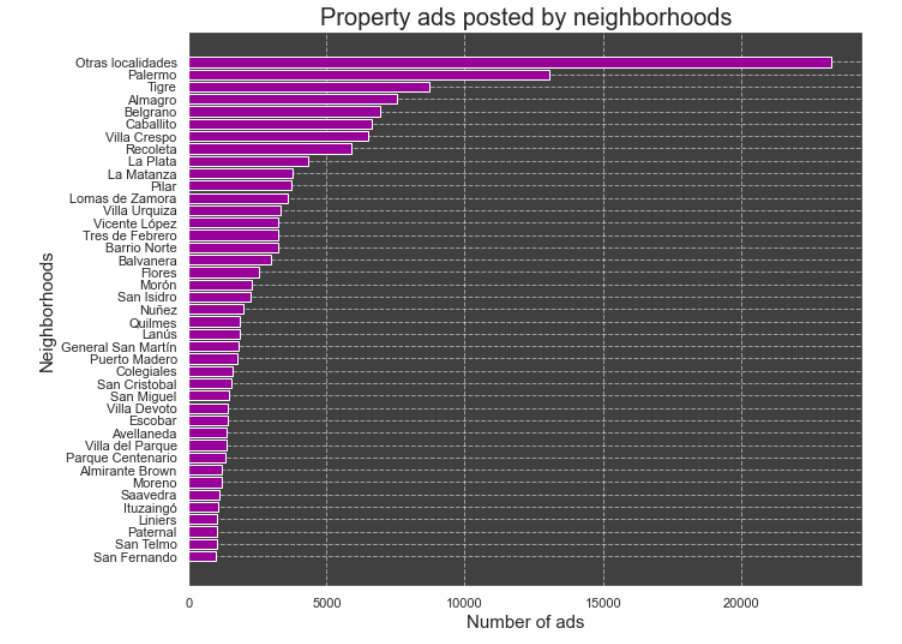 Property ads posted by neighborhoods
Neighborhoods
Otras localidades
Palermo
Tigre
Almagro
Belgrano
Caballito
Villa Crespo
Recoleta
La Plata
La Matanza
Pilar
Lomas de Zamora
Villa Urquiza
Vicente López
Tres de Febrero
Barrio Norte
Balvanera
Flores
Morón
San Isidro
Nuñez
Quilmes
Lanús
General San Martín
Puerto Madero
Colegiales
San Cristobal
San Miguel
Villa Devoto
Escobar
Avellaneda
Villa del Parque
Parque Centenario
Almirante Brown
Moreno
Saavedra
Ituzaingó
Liniers
Paternal
San Telmo
San Fernando
0 5000 10000 15000 20000
Number of ads